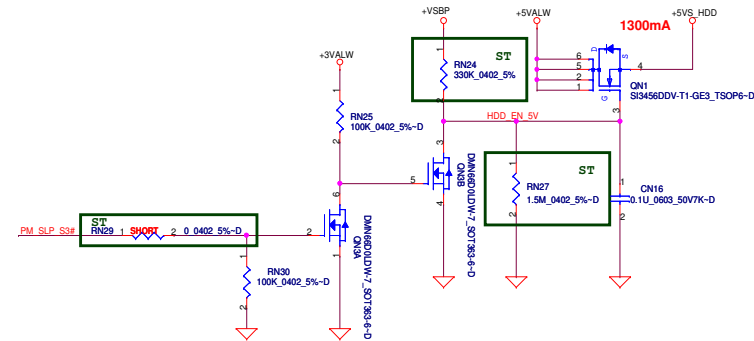 +VSBP
+5VALW
+5VS_HDD
1300mA
+3VALW
ST
1
RN24
330K_0402_5%
2
6
5
2
1
D
S
G
4
3
QN1
SI3456DDV-T1-GE3_TSOP6~D
1
RN25
100K_0402_5%~D
2
HDD_EN_5V
3
5
4
QN3B
DMN66D0LDW-7_SOT363-6~D
ST
1
RN27
1.5M_0402_5%~D
2
1
CN16
0.1U_0603_50V7K~D
2
6
2
1
QN3A
DMN66D0LDW-7_SOT363-6~D
PM_SLP_S3#
ST
RN29
1
SHORT
2
0_0402_5%~D
1
RN30
100K_0402_5%~D
2